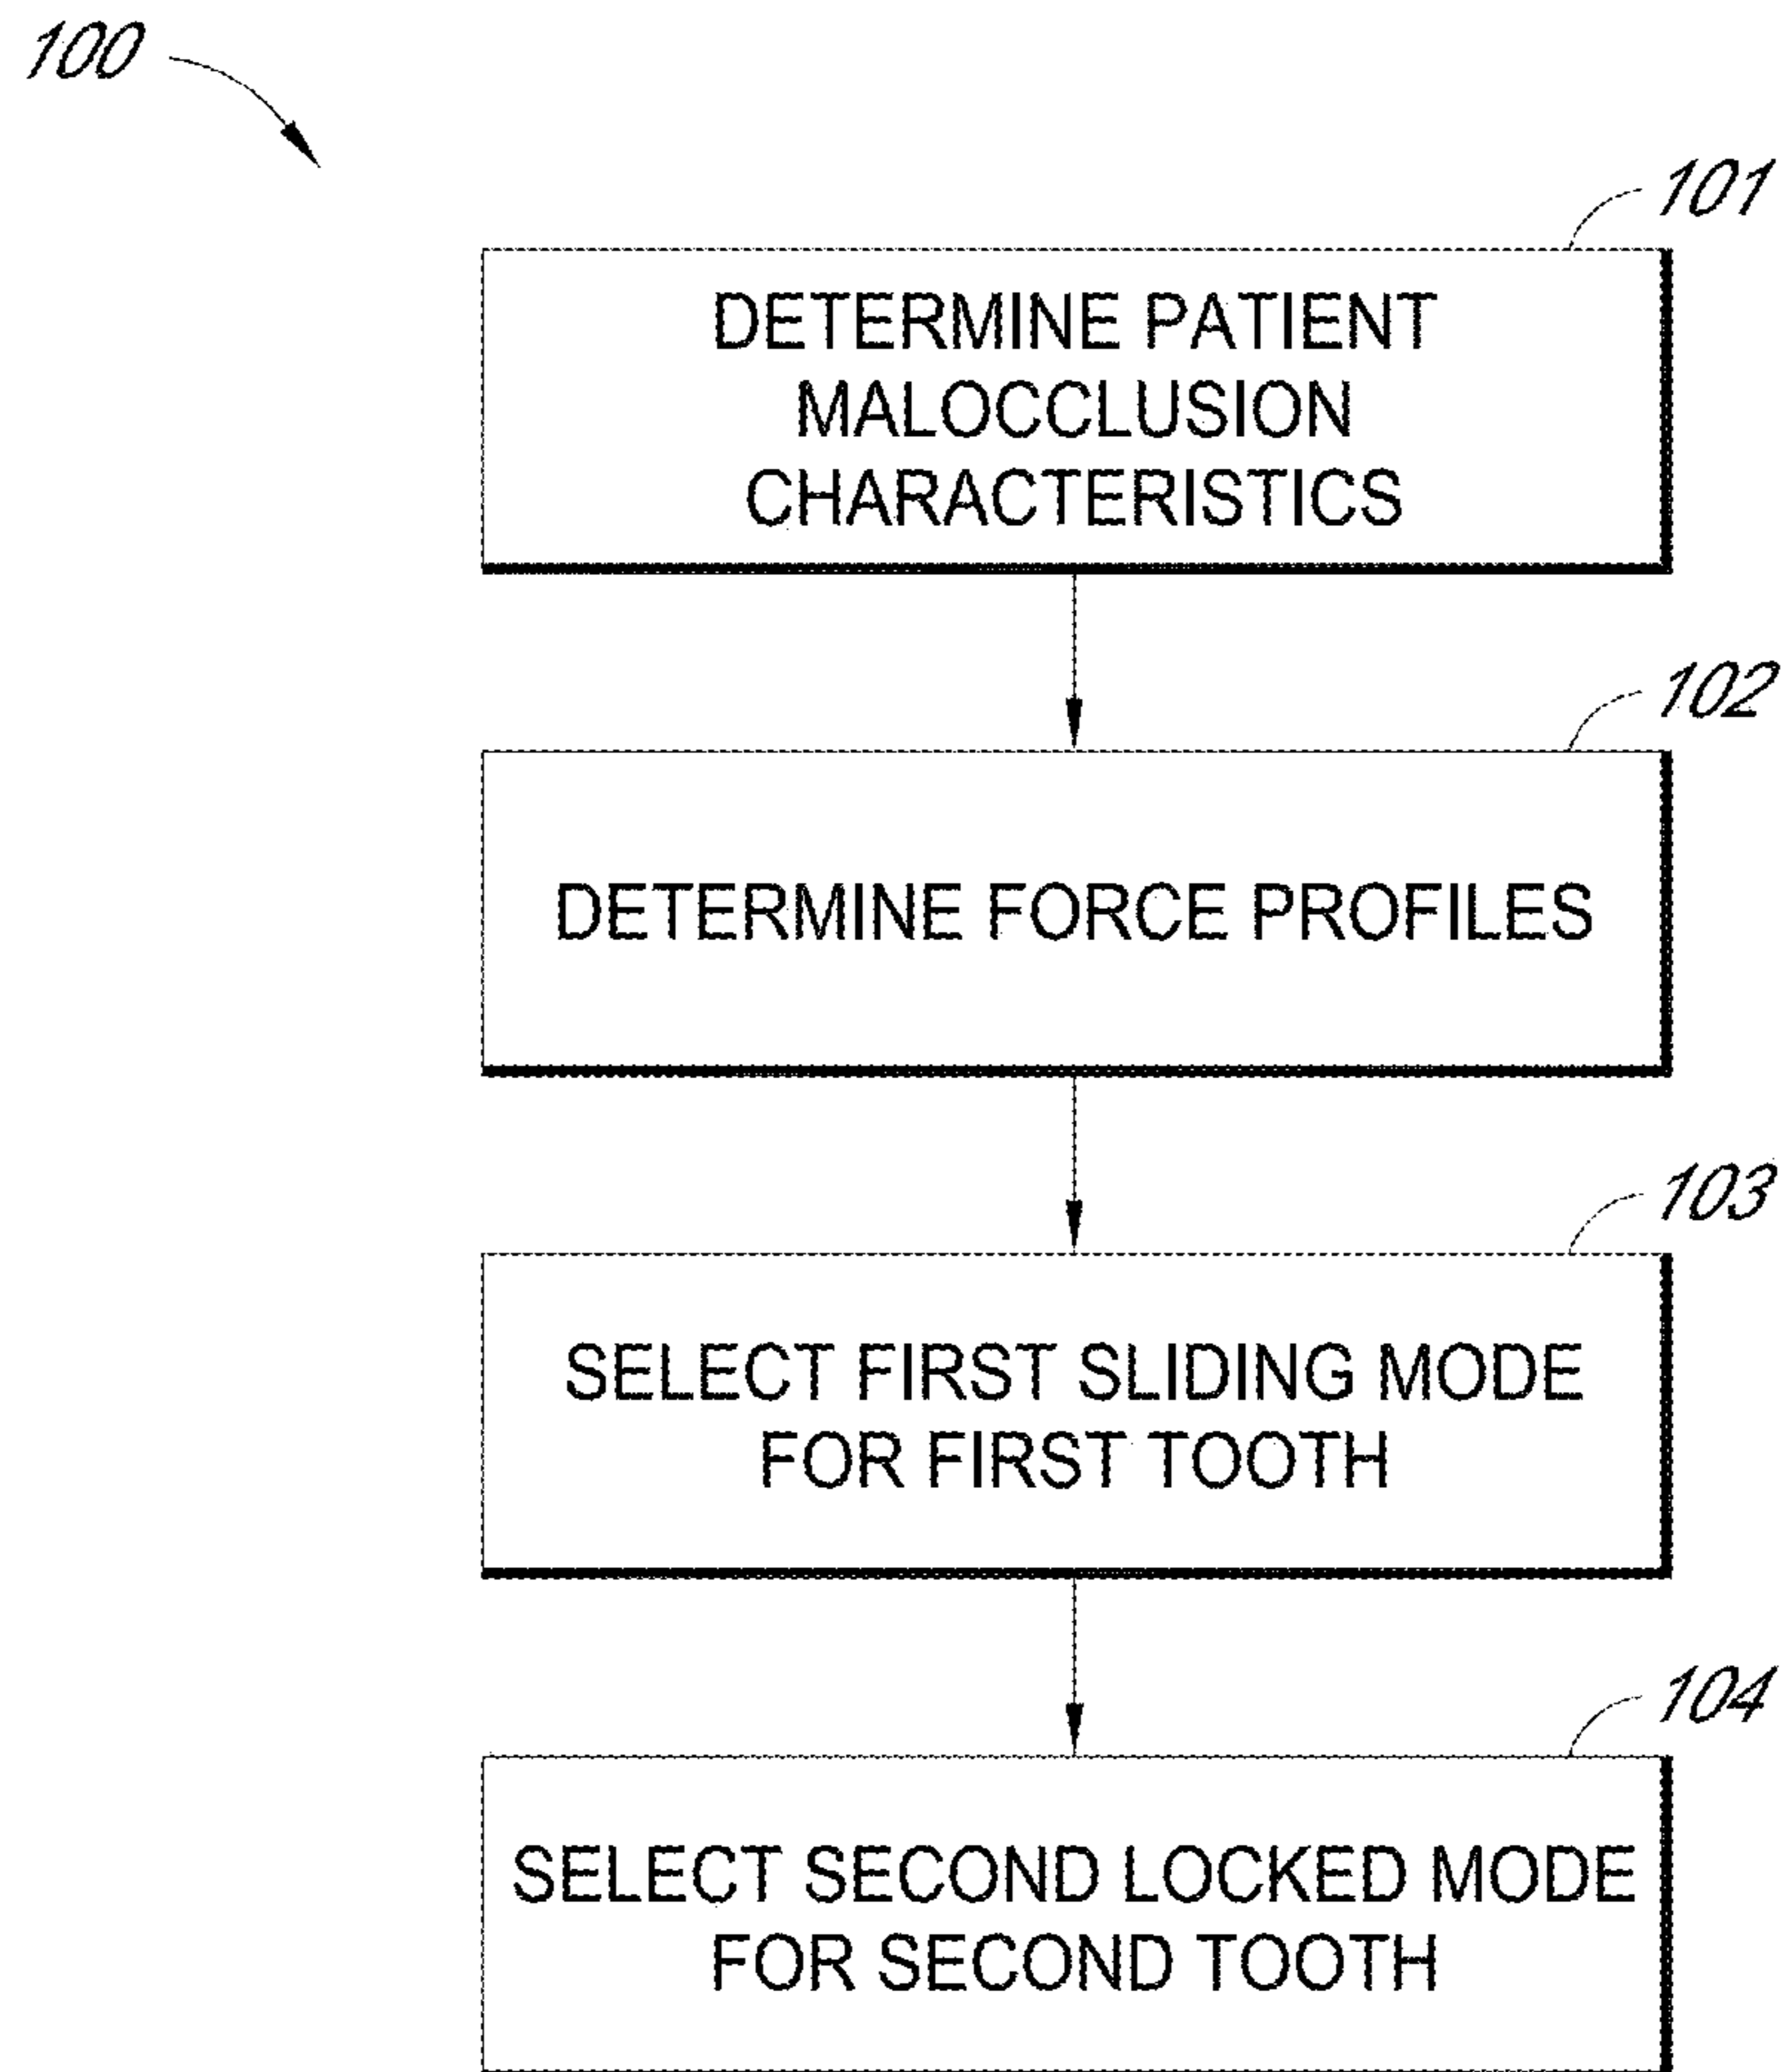 100
101
DETERMINE PATIENT
MALOCCLUSION
CHARACTERISTICS
102
DETERMINE FORCE PROFILES
103
SELECT FIRST SLIDING MODE
FOR FIRST TOOTH
104
SELECT SECOND LOCKED MODE
FOR SECOND TOOTH